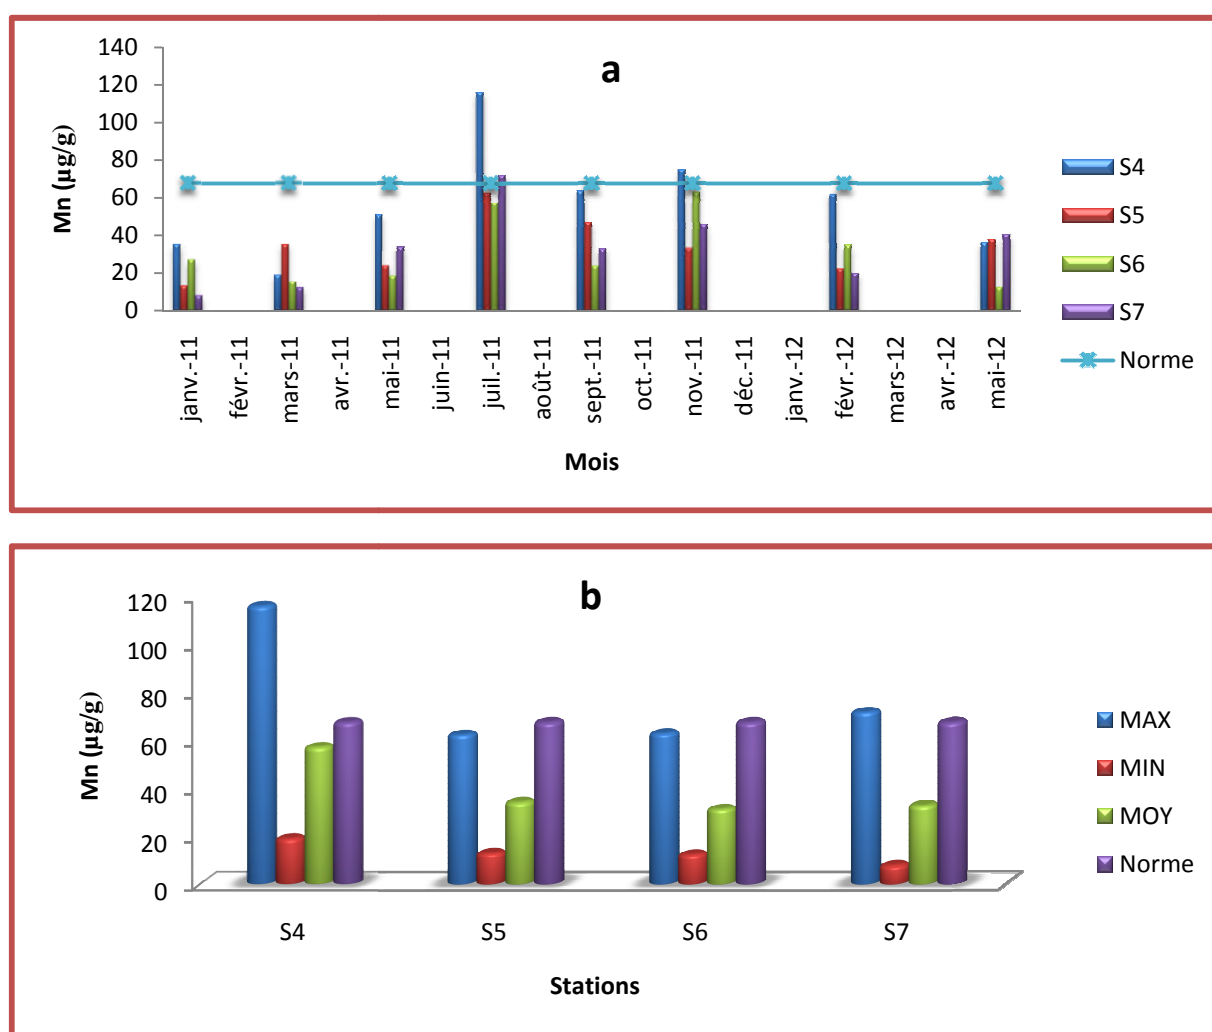 a
140
120
100
80
60
40
20
0
Mn (µg/g)
janv.-11
févr.-11
mars-11
avr.-11
mai-11
juin-11
juil.-11
août-11
sept.-11
oct.-11
nov.-11
déc.-11
janv.-12
févr.-12
mars-12
avr.-12
mai-12
Mois
S4
S5
S6
S7
Norme
b
120
100
80
60
40
20
0
Mn (µg/g)
S4
S5
S6
S7
Stations
MAX
MIN
MOY
Norme